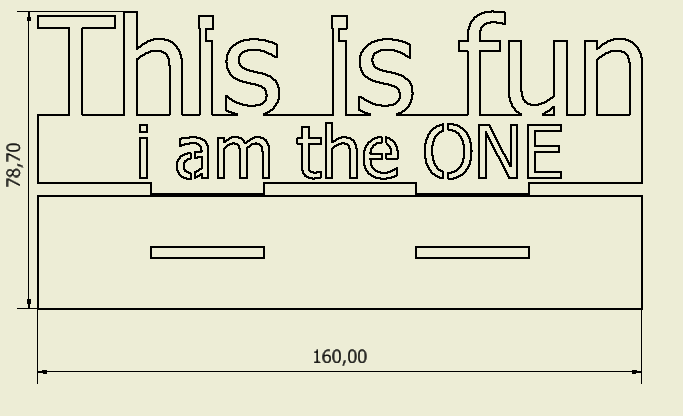 This is fun
i am the ONE
78,70
160,00